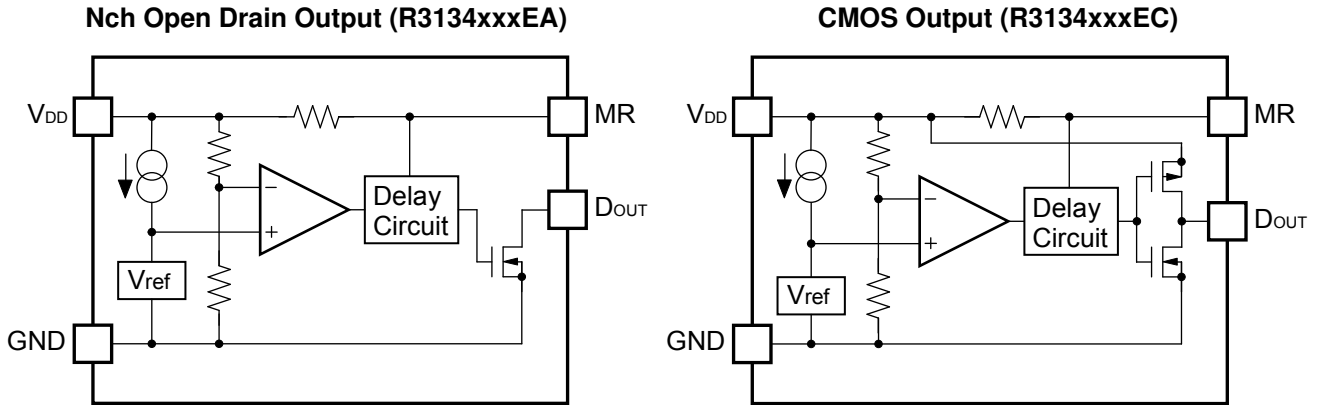 Nch Open Drain Output (R3134xxxEA)
VDD
MR
−
+
Delay
Circuit
DOUT
Vref
GND
CMOS Output (R3134xxxEC)
VDD
MR
−
+
Delay
Circuit
DOUT
Vref
GND